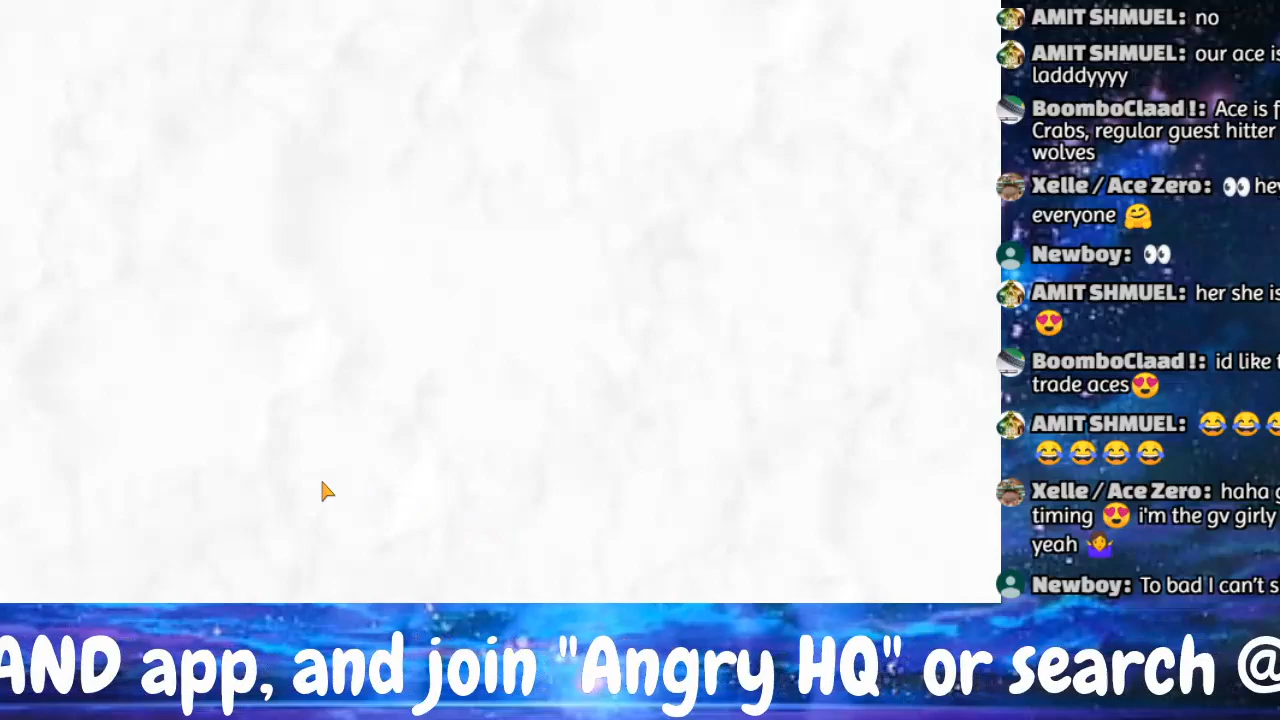 AMIT SHMUEL: no
AMIT SHMUEL: our ace is
ladddyyyy
BoomboClaad !: Ace is f
Crabs, regular guest hitter
wolves
Xelle / Ace Zero: 👀 hey
everyone 🤗
Newboy: 👀
AMIT SHMUEL: her she is
😍
BoomboClaad !: id like t
trade aces😍
AMIT SHMUEL: 😂😂😂
😂😂😂😂
Xelle / Ace Zero: haha g
timing 😍 i'm the gv girly
yeah 🤷‍♀️
Newboy: To bad I can't s
AND app, and join "Angry HQ" or search @